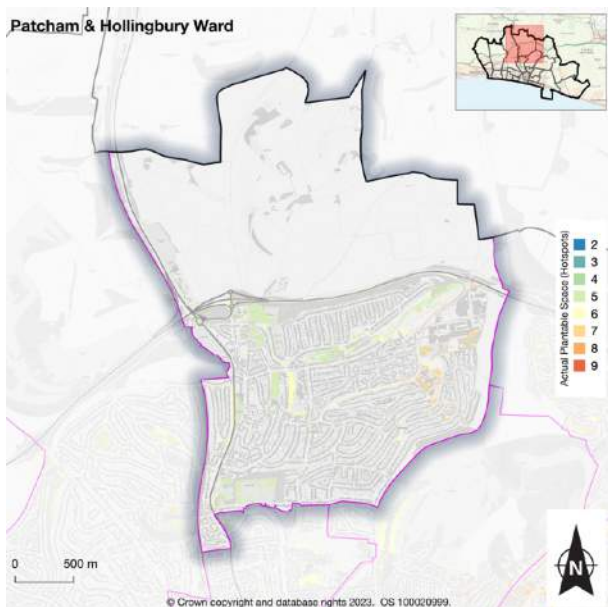 Patcham & Hollingbury Ward
Actual Plantable Space (Hotspots)
2
3
4
5
6
7
8
9
0 500 m
N
© Crown copyright and database rights 2023. OS 100020999.